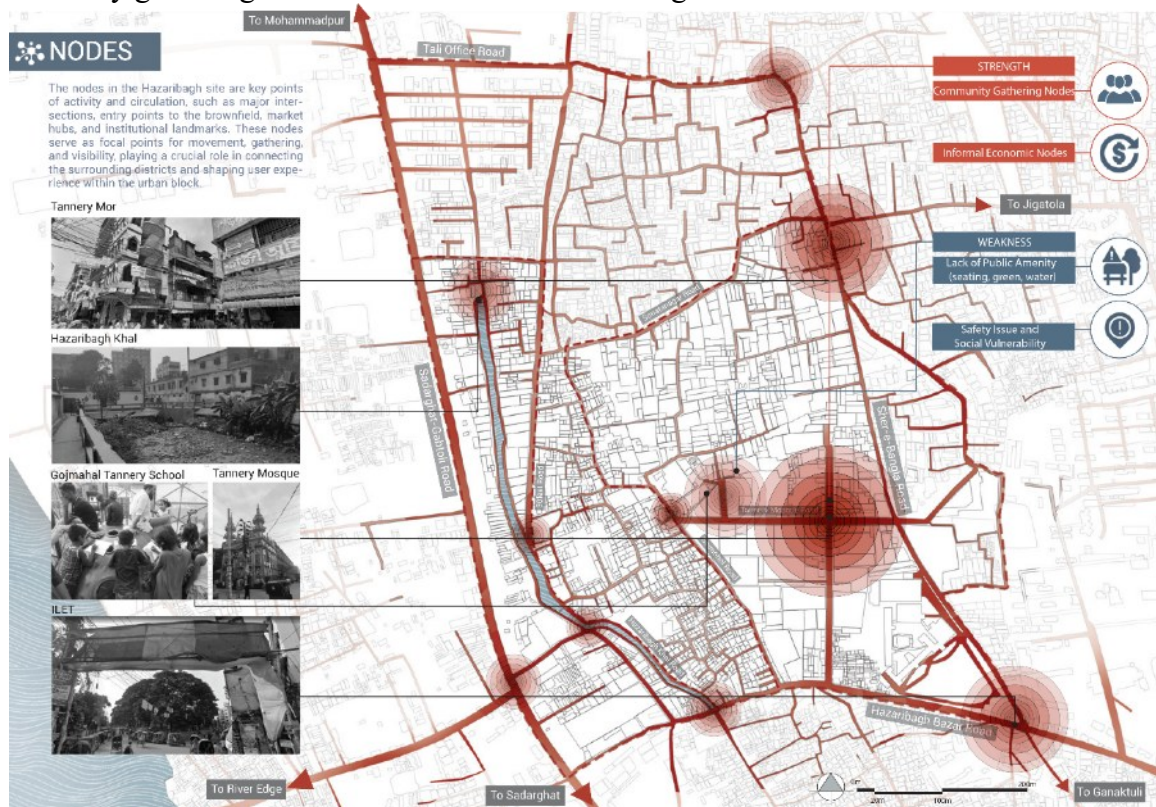 To Mohammadpur
NODES
Tali Office Road
The nodes in the Hazaribagh site are key points
of activity and circulation, such as major inter-
sections, entry points to the brownfield, market
hubs, and institutional landmarks. These nodes
serve as focal points for movement, gathering,
and visibility, playing a crucial role in connecting
the surrounding districts and shaping user expe-
rience within the urban block.
STRENGTH
Community Gathering Nodes
Informal Economic Nodes
To Jigatola
WEAKNESS
Lack of Public Amenity
(seating, green, water)
Safety Issue and
Social Vulnerability
Tannery Mor
Hazaribagh Khal
Gojmahal Tannery School
Tannery Mosque
ILET
Sadarghat-Gabtoli Road
Sher-e-Bangla Road
Hazaribagh Bazar Road
To River Edge
To Sadarghat
To Ganaktuli
0m
20m
100m
200m